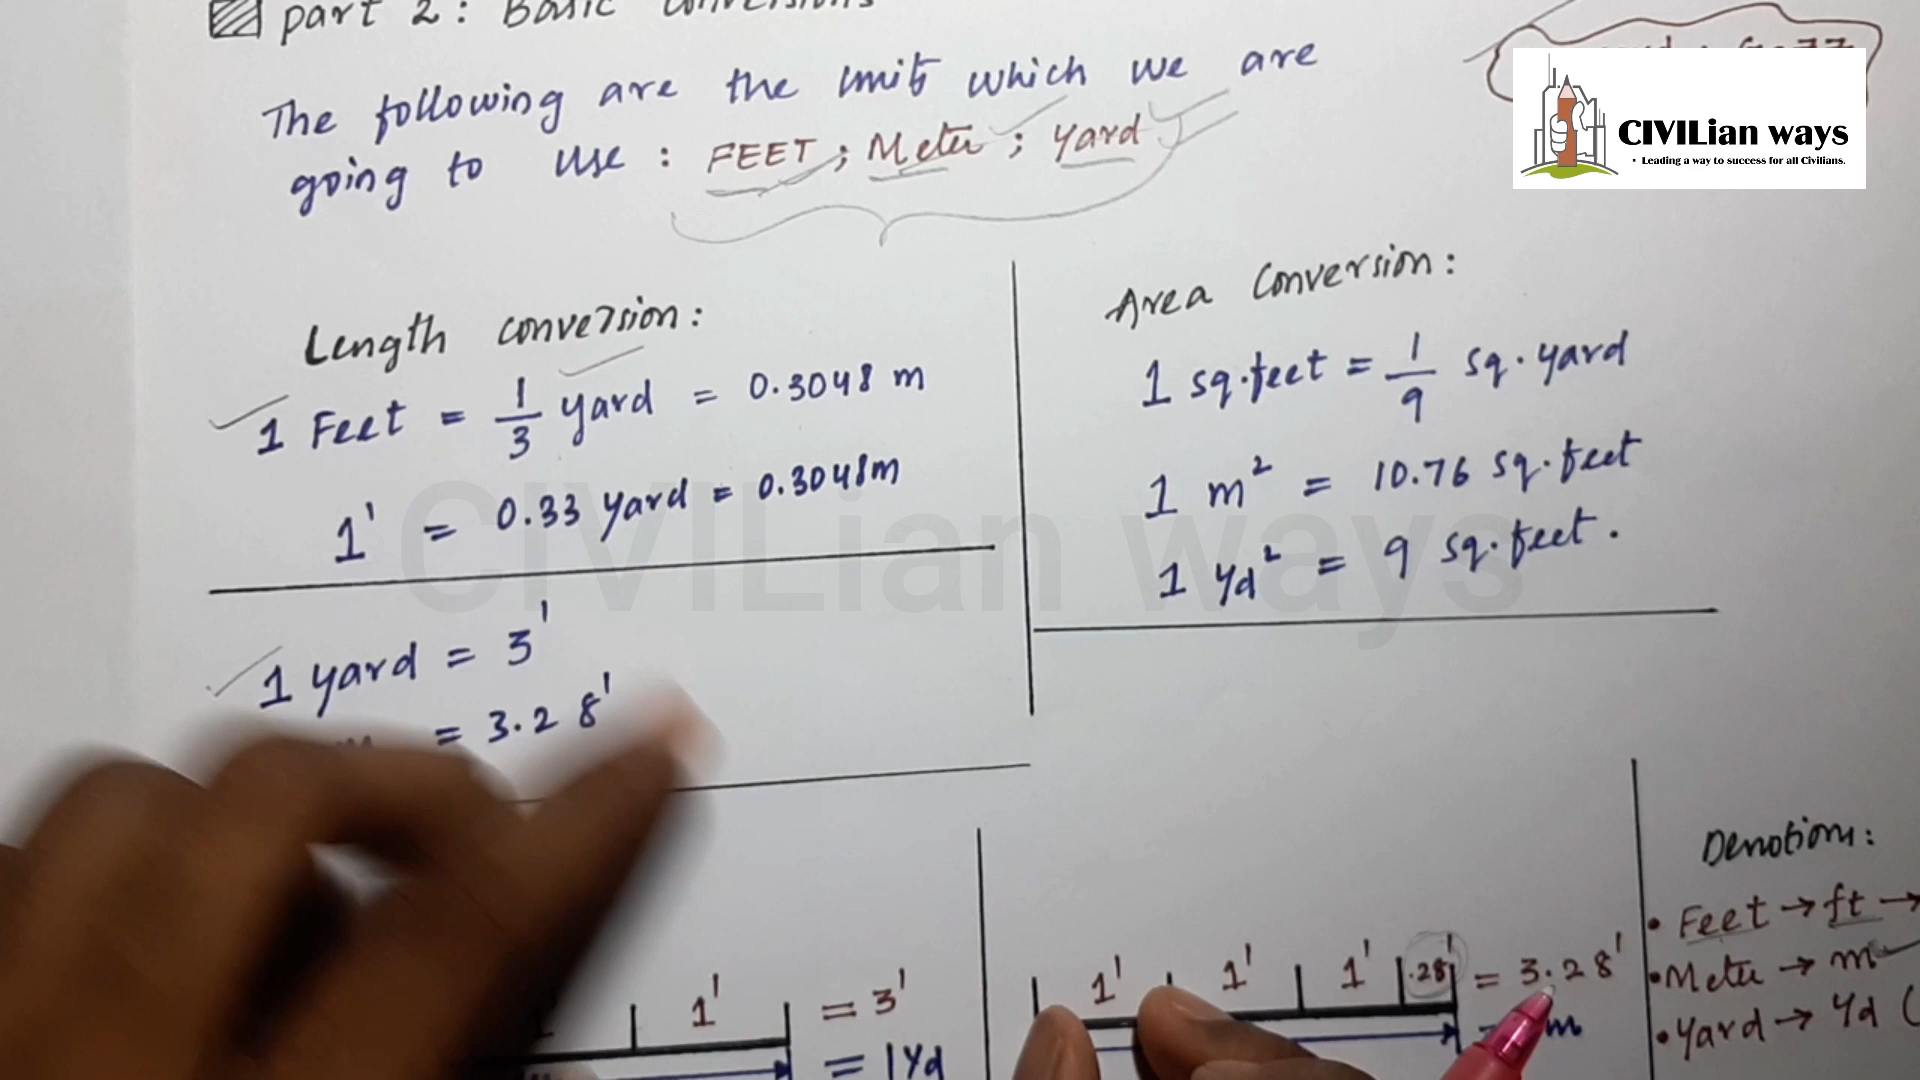 part 2: Basic conversions
The following are the units which we are
going to use : FEET ; Meter ; yard
CIVILian ways
• Leading a way to success for all Civilians.
Length conversion:
1 Feet = 1/3 yard = 0.3048 m
1' = 0.33 yard = 0.3048m
1 yard = 3'
m = 3.28'
Area Conversion:
1 sq.feet = 1/9 sq.yard
1 m² = 10.76 sq.feet
1 yd² = 9 sq.feet.
CIVILian ways
1' = 3'
= 1yd
1' 1' 1' .28' = 3.28'
m
Denotion:
• Feet → ft →
• Meter → m
• Yard → Yd (